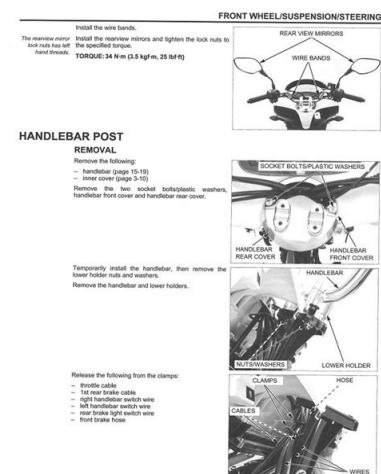 FRONT WHEEL/SUSPENSION/STEERING
Install the wire bands.
The rearview mirror
lock nuts has left
hand threads.
Install the rearview mirrors and tighten the lock nuts to
the specified torque.
TORQUE: 34 N·m (3.5 kgf·m, 25 lbf·ft)
REAR VIEW MIRRORS
WIRE BANDS
HANDLEBAR POST
REMOVAL
Remove the following:
– handlebar (page 15-19)
– inner cover (page 3-10)
Remove the two socket bolts/plastic washers,
handlebar front cover and handlebar rear cover.
SOCKET BOLTS/PLASTIC WASHERS
HANDLEBAR
REAR COVER
HANDLEBAR
FRONT COVER
Temporarily install the handlebar, then remove the
lower holder nuts and washers.
Remove the handlebar and lower holders.
HANDLEBAR
NUTS/WASHERS
LOWER HOLDER
Release the following from the clamps:
– throttle cable
– 1st rear brake cable
– right handlebar switch wire
– left handlebar switch wire
– rear brake light switch wire
– front brake hose
CLAMPS
HOSE
CABLES
WIRES